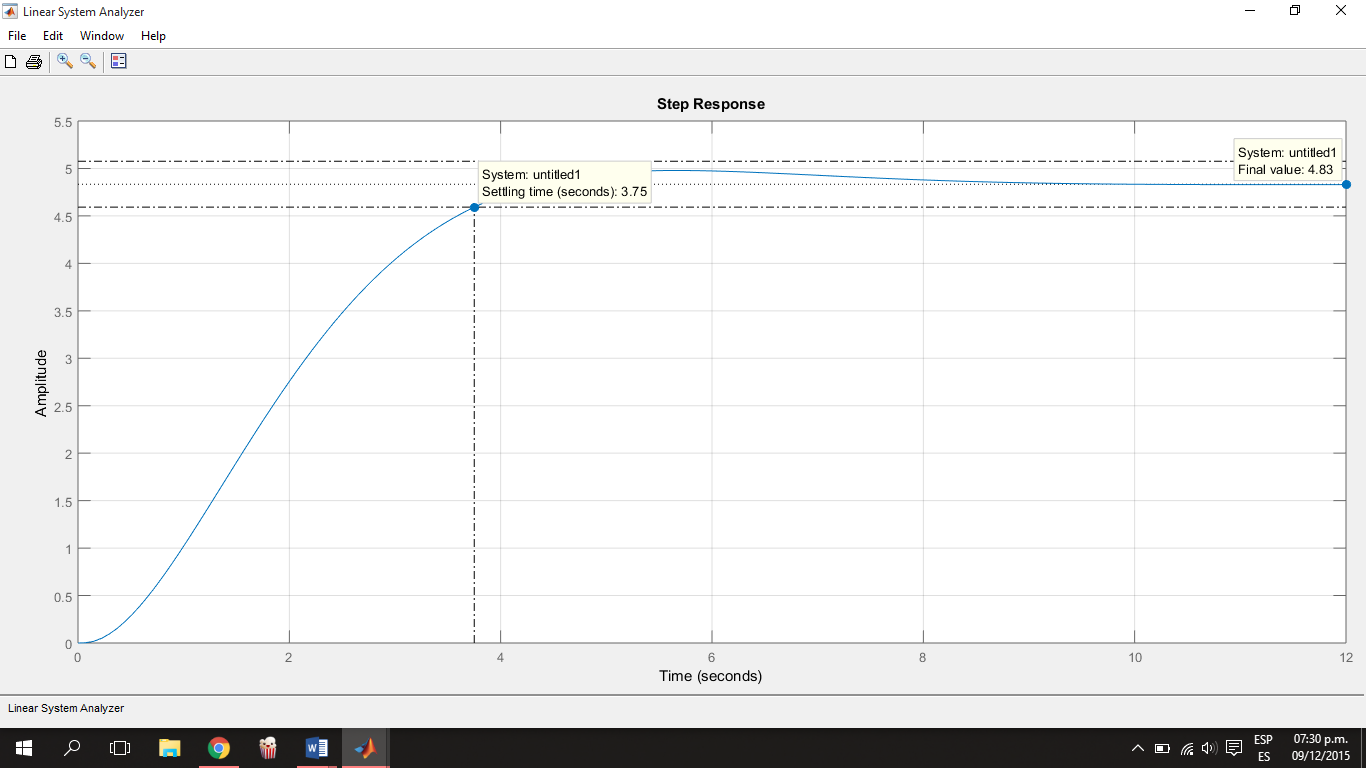 Linear System Analyzer
File Edit Window Help
Step Response
5.5
5
4.5
4
3.5
3
2.5
2
1.5
1
0.5
0
Amplitude
System: untitled1
Settling time (seconds): 3.75
System: untitled1
Final value: 4.83
0 2 4 6 8 10 12
Time (seconds)
Linear System Analyzer
ESP
ES
07:30 p.m.
09/12/2015